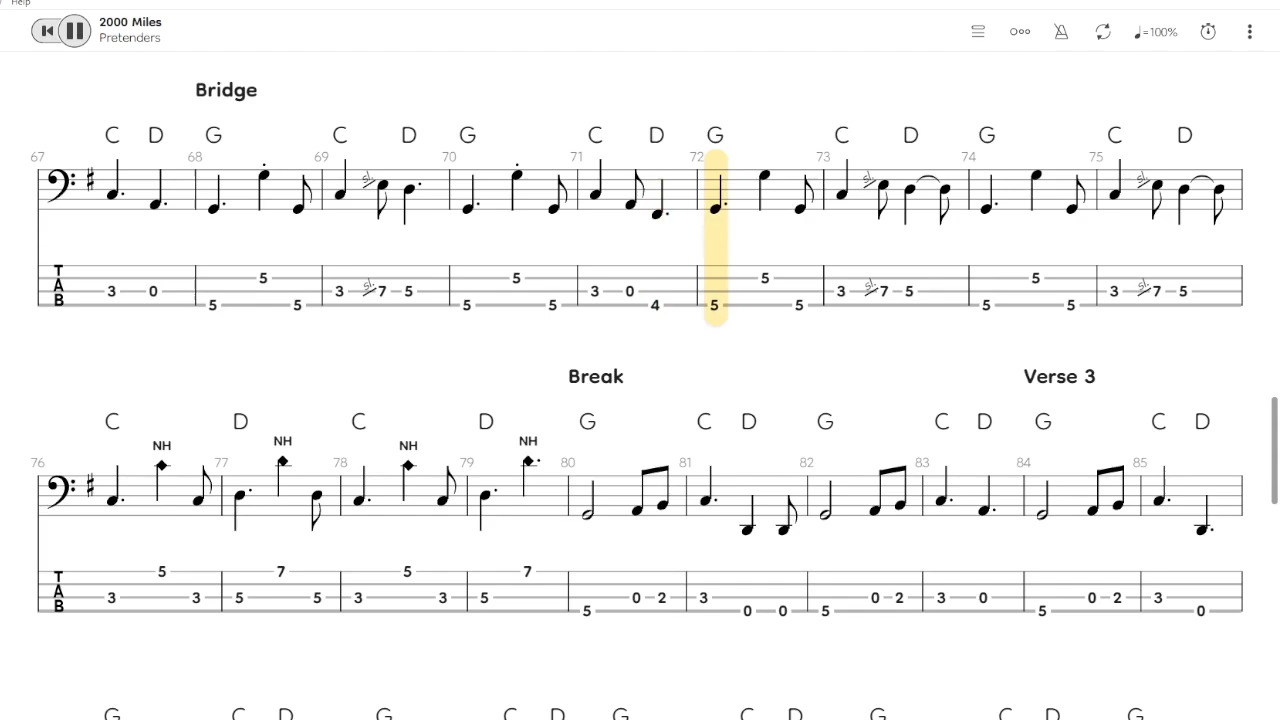 Help
2000 Miles
Pretenders
=100%
Bridge
C D G C D G C D G C D G C D
67 68 69 70 71 72 73 74 75
sl. sl. sl.
T
A
B
3 0 5 5 5 3 sl. 7 5 5 5 5 3 0 4 5 5 5 3 sl. 7 5 5 5 5 3 sl. 7 5
Break Verse 3
C D C D G C D G C D G C D
NH NH NH NH
76 77 78 79 80 81 82 83 84 85
T
A
B
3 5 3 5 7 5 3 5 3 5 7 5 0 2 3 0 0 5 0 2 3 0 5 0 2 3 0
G C D G C D G C D G C D G